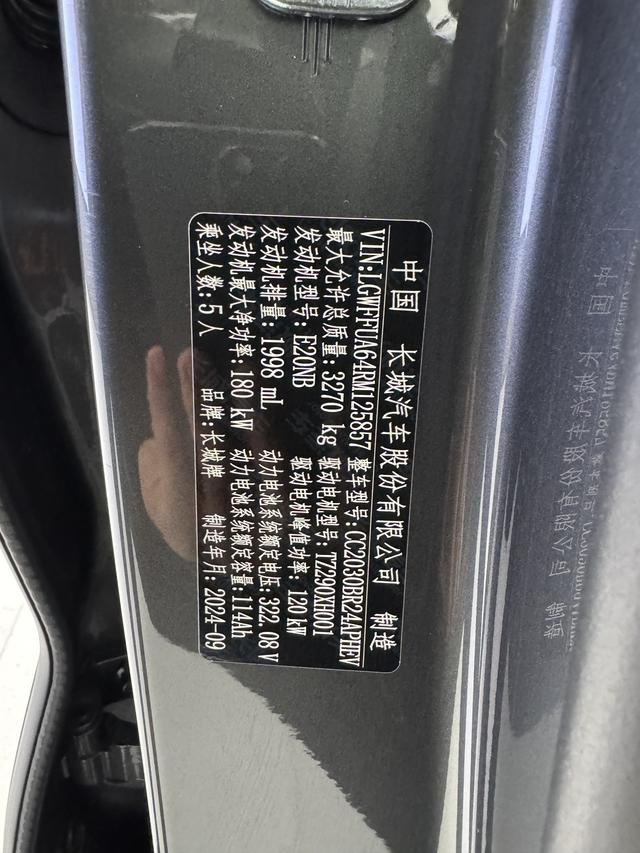 中国 长城汽车股份有限公司 制造
VIN:LGWFFUA64RM125857 整车型号:CC2030BR24APHEV
最大允许总质量:3270 kg 驱动电机型号:TZ290XH001
发动机型号:E20NB 驱动电机峰值功率:120 kW
发动机排量:1998 mL 动力电池系统额定电压:322.08 V
发动机最大净功率:180 kW 动力电池系统额定容量:114Ah
乘坐人数:5人 品牌:长城牌 制造年月:2024-09